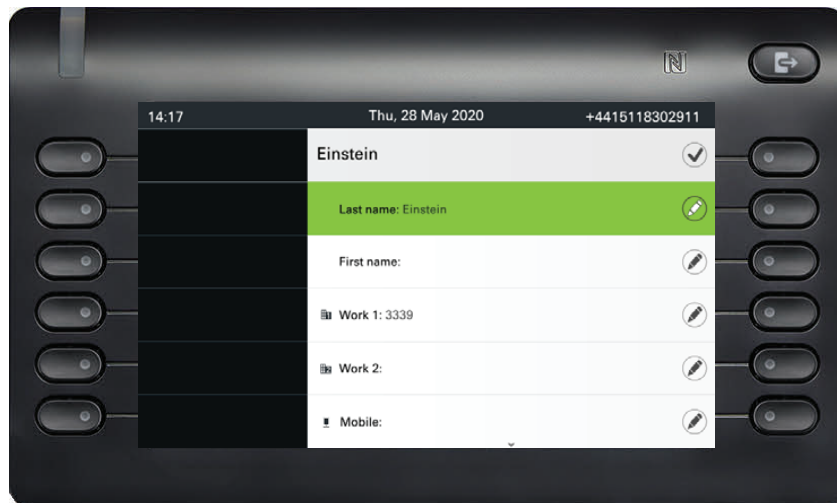 14:17 Thu, 28 May 2020 +4415118302911
Einstein
Last name: Einstein
First name:
Work 1: 3339
Work 2:
Mobile: